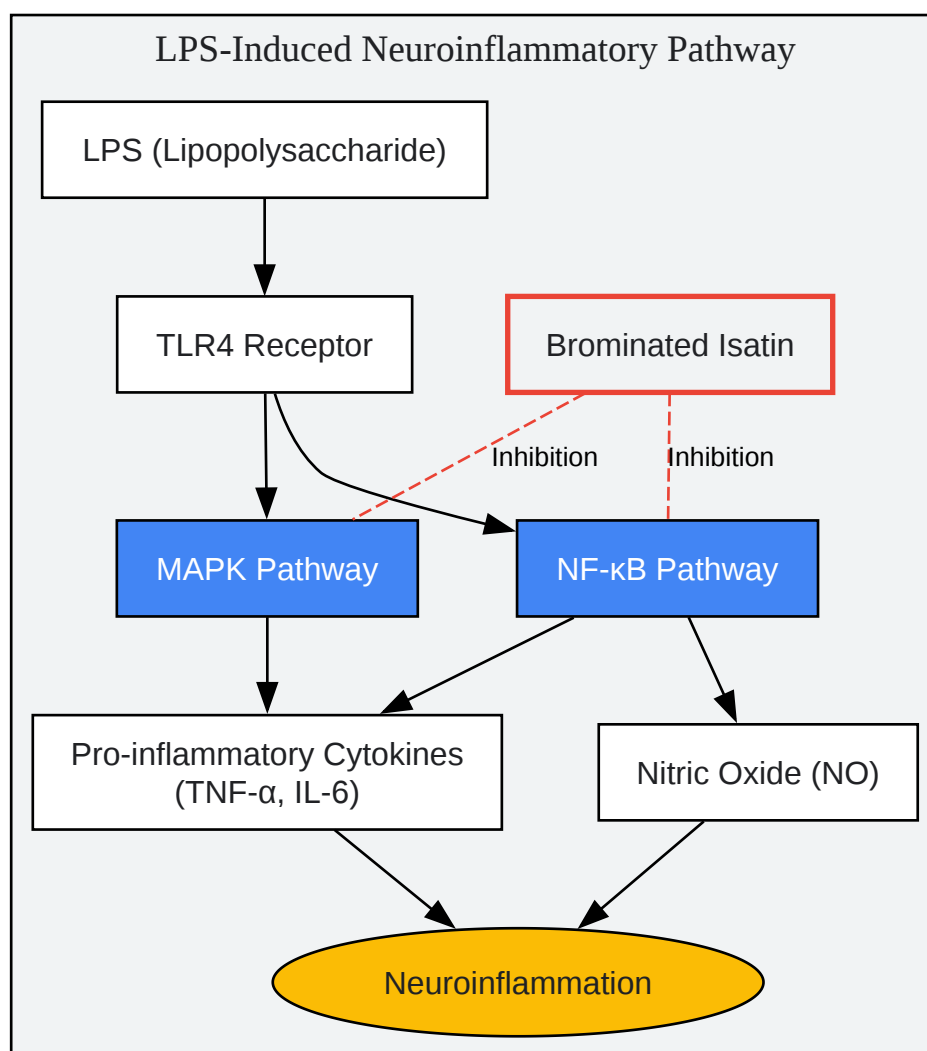 LPS-Induced Neuroinflammatory Pathway
LPS (Lipopolysaccharide)
TLR4 Receptor
Brominated Isatin
Inhibition
Inhibition
MAPK Pathway
NF-κB Pathway
Pro-inflammatory Cytokines
(TNF-α, IL-6)
Nitric Oxide (NO)
Neuroinflammation